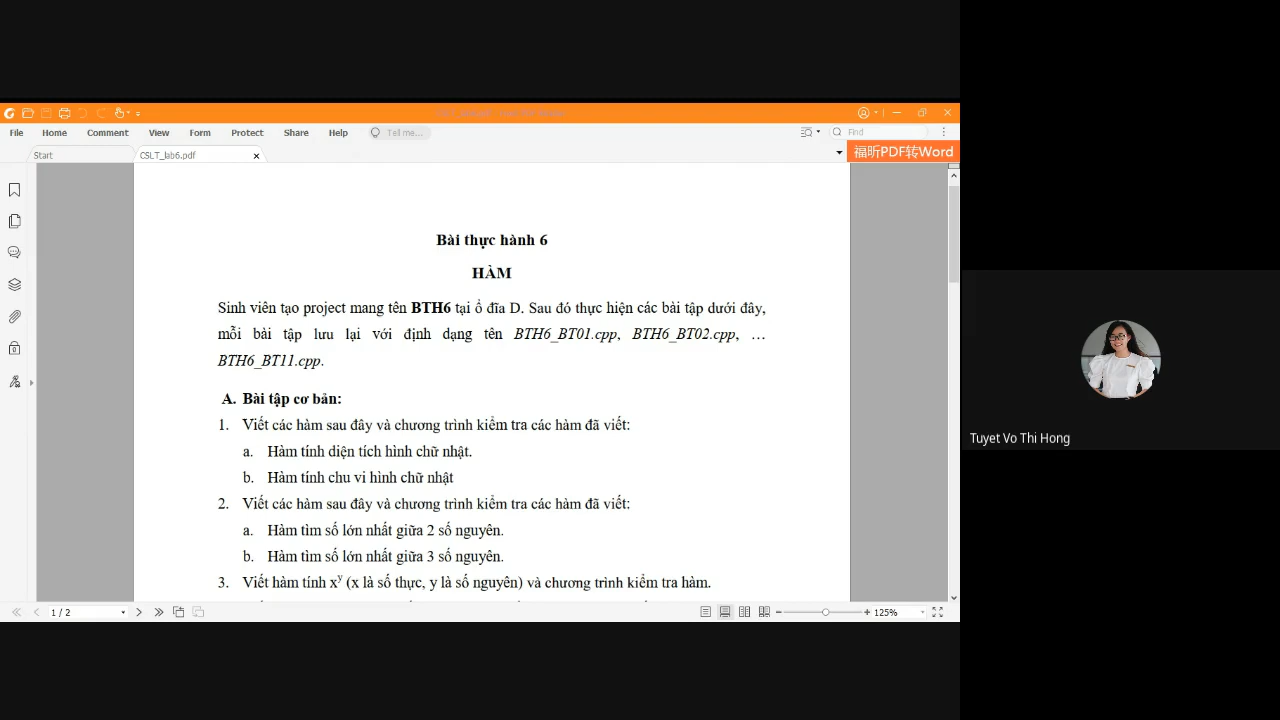 File Home Comment View Form Protect Share Help Tell me... Find
Start CSLT_lab6.pdf 福昕PDF转Word
Bài thực hành 6
HÀM
Sinh viên tạo project mang tên BTH6 tại ổ đĩa D. Sau đó thực hiện các bài tập dưới đây,
mỗi bài tập lưu lại với định dạng tên BTH6_BT01.cpp, BTH6_BT02.cpp, …
BTH6_BT11.cpp.
A. Bài tập cơ bản:
1. Viết các hàm sau đây và chương trình kiểm tra các hàm đã viết:
a. Hàm tính diện tích hình chữ nhật.
b. Hàm tính chu vi hình chữ nhật
2. Viết các hàm sau đây và chương trình kiểm tra các hàm đã viết:
a. Hàm tìm số lớn nhất giữa 2 số nguyên.
b. Hàm tìm số lớn nhất giữa 3 số nguyên.
3. Viết hàm tính xʸ (x là số thực, y là số nguyên) và chương trình kiểm tra hàm.
1 / 2 125%
Tuyet Vo Thi Hong